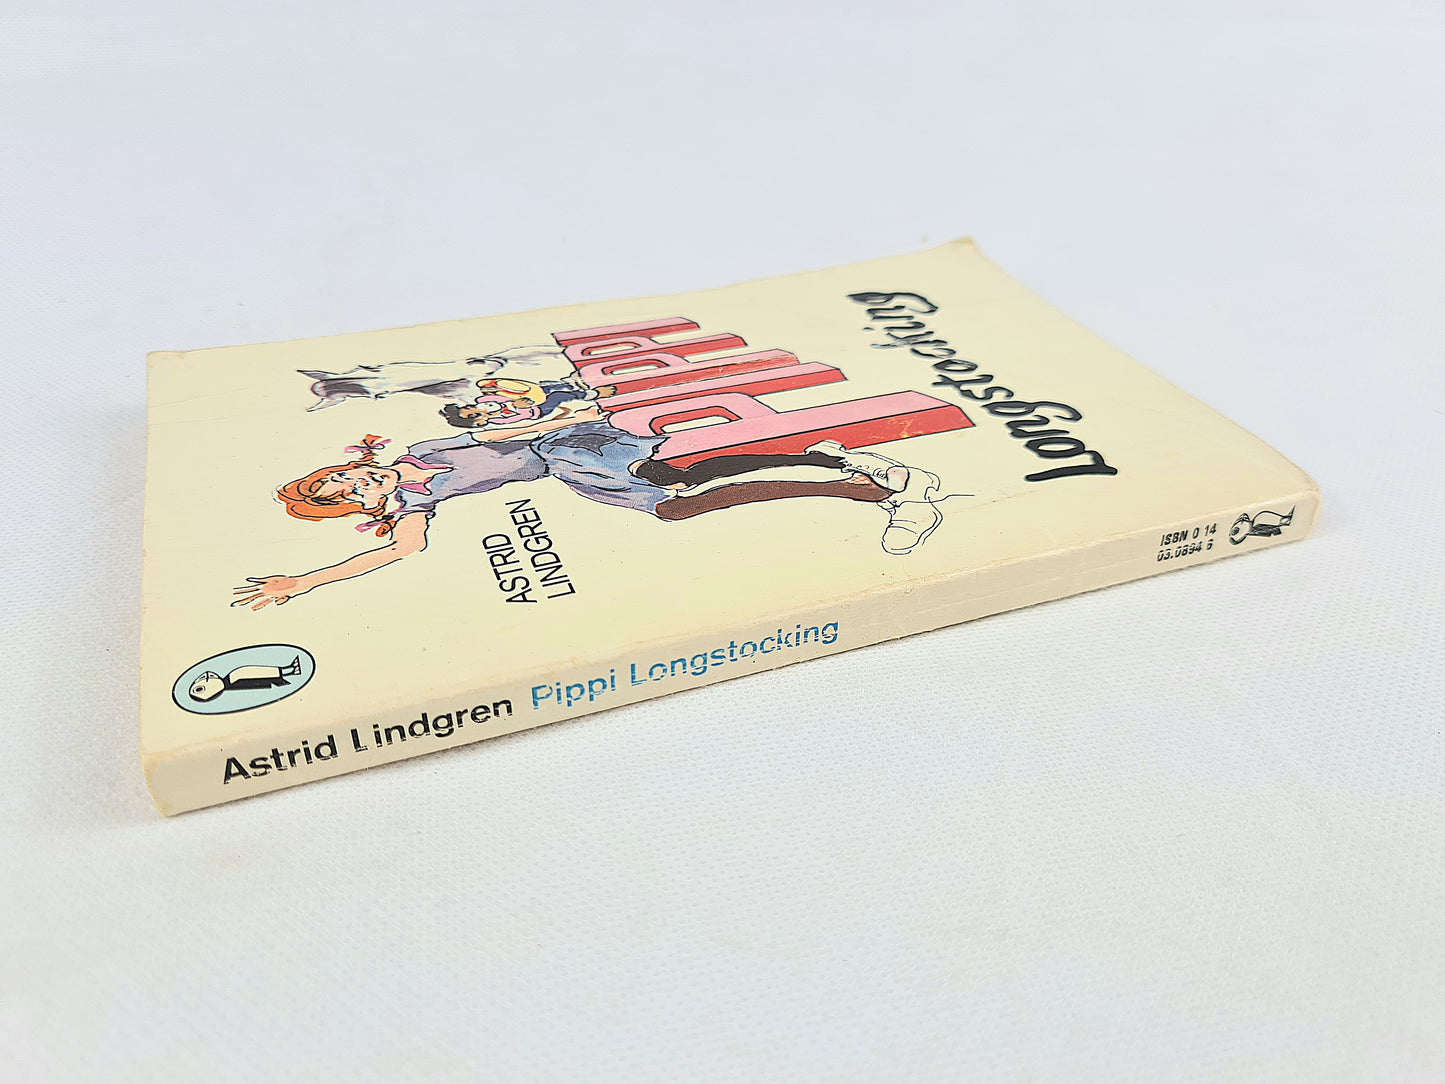 Pippi
Longstocking
ASTRID
LINDGREN
Astrid Lindgren Pippi Longstocking
ISBN 0 14
03.0894 6